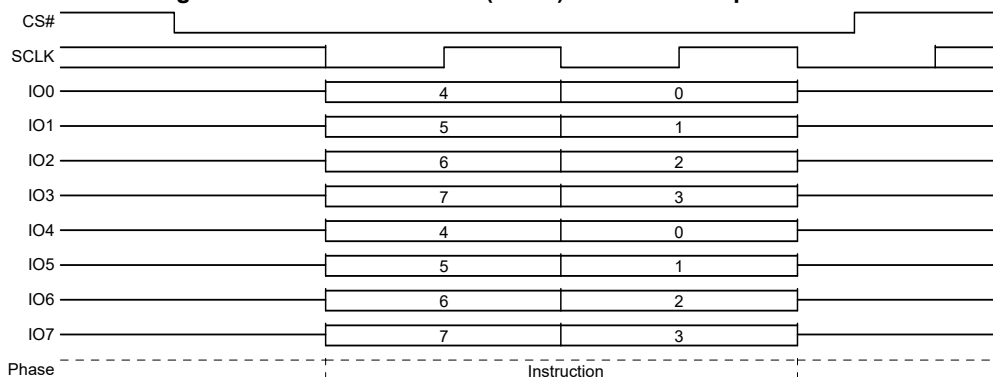 CS#
SCLK
IO0 4 0
IO1 5 1
IO2 6 2
IO3 7 3
IO4 4 0
IO5 5 1
IO6 6 2
IO7 7 3
Phase Instruction